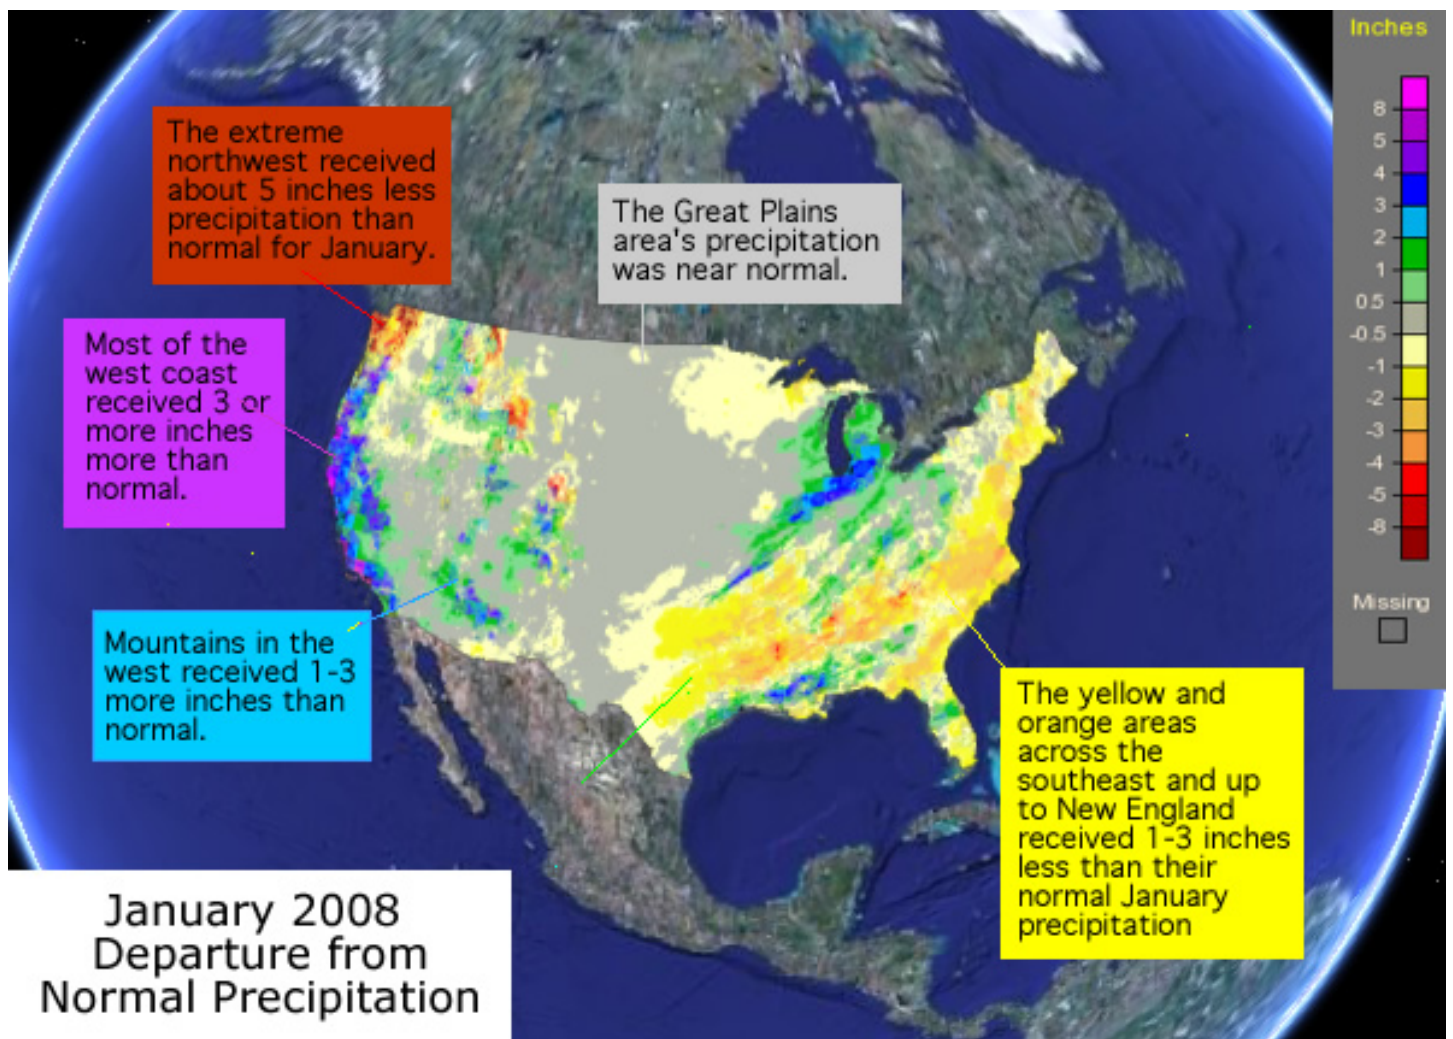 Inches
8
5
4
3
2
1
0.5
-0.5
-1
-2
-3
-4
-5
-8
Missing
The extreme
northwest received
about 5 inches less
precipitation than
normal for January.
The Great Plains
area's precipitation
was near normal.
Most of the
west coast
received 3 or
more inches
more than
normal.
Mountains in the
west received 1-3
more inches than
normal.
The yellow and
orange areas
across the
southeast and up
to New England
received 1-3 inches
less than their
normal January
precipitation
January 2008
Departure from
Normal Precipitation